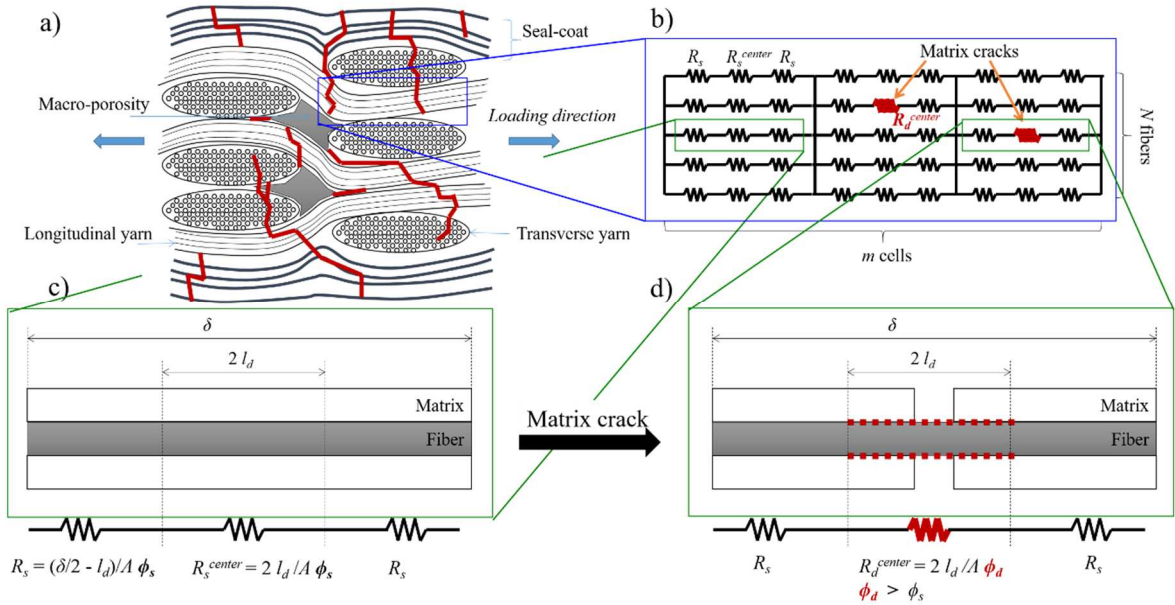 a)
Seal-coat
Macro-porosity
Loading direction
Longitudinal yarn
Transverse yarn
b)
R_s R_s^center R_s
Matrix cracks
R_d^center
N fibers
m cells
c)
δ
2 l_d
Matrix
Fiber
R_s = (δ/2 - l_d)/Λ ϕ_s
R_s^center = 2 l_d /Λ ϕ_s
R_s
Matrix crack
d)
δ
2 l_d
Matrix
Fiber
R_s
R_d^center = 2 l_d /Λ ϕ_d
ϕ_d > ϕ_s
R_s